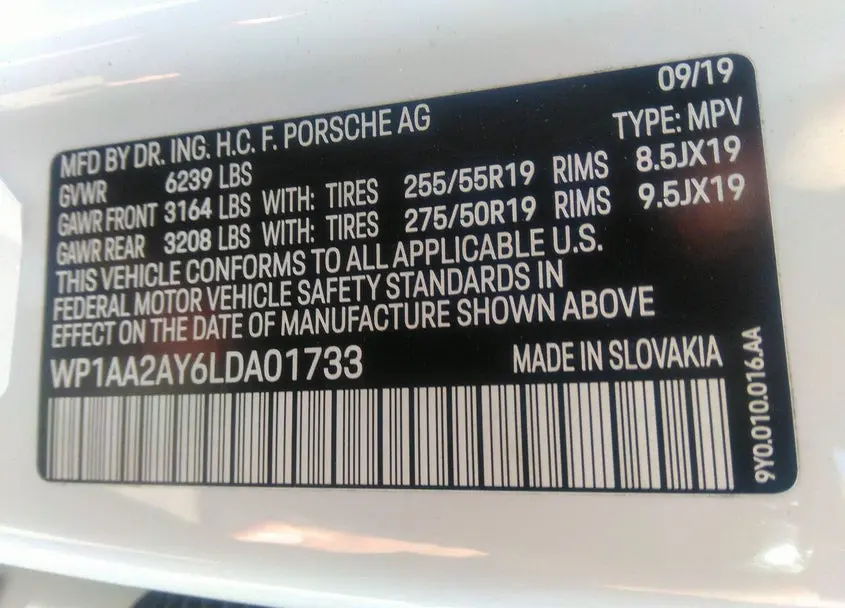 09/19
MFD BY DR. ING. H.C. F. PORSCHE AG TYPE: MPV
GVWR 6239 LBS
GAWR FRONT 3164 LBS WITH: TIRES 255/55R19 RIMS 8.5JX19
GAWR REAR 3208 LBS WITH: TIRES 275/50R19 RIMS 9.5JX19
THIS VEHICLE CONFORMS TO ALL APPLICABLE U.S.
FEDERAL MOTOR VEHICLE SAFETY STANDARDS IN
EFFECT ON THE DATE OF MANUFACTURE SHOWN ABOVE
WP1AA2AY6LDA01733 MADE IN SLOVAKIA
9Y0.010.016.AA